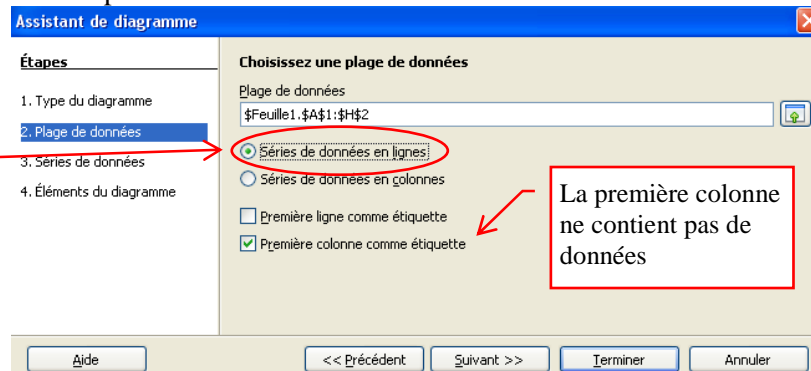 Assistant de diagramme
Étapes
1. Type du diagramme
2. Plage de données
3. Séries de données
4. Éléments du diagramme
Choisissez une plage de données
Plage de données
$Feuille1.$A$1:$H$2
Séries de données en lignes
Séries de données en colonnes
Première ligne comme étiquette
Première colonne comme étiquette
La première colonne
ne contient pas de
données
Aide
<< Précédent
Suivant >>
Terminer
Annuler